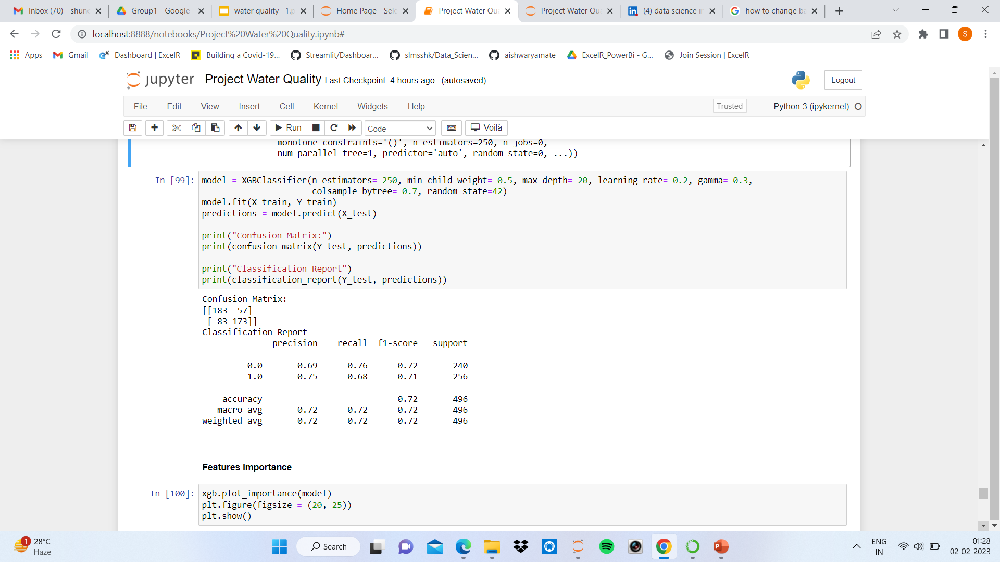 Inbox (70) - shun
Group1 - Google
water quality--1.p
Home Page - Sele
Project Water Qu
Project Water Qu
(4) data science in
how to change ba
localhost:8888/notebooks/Project%20Water%20Quality.ipynb#
S
Apps
Gmail
Dashboard | ExcelR
Building a Covid-19...
Streamlit/Dashboar...
slmsshk/Data_Scien...
aishwaryamate
ExcelR_PowerBi - G...
Join Session | ExcelR
jupyter Project Water Quality Last Checkpoint: 4 hours ago (autosaved)
Logout
File Edit View Insert Cell Kernel Widgets Help
Trusted
Python 3 (ipykernel)
Run
Code
Voilà
monotone_constraints='()', n_estimators=250, n_jobs=0,
num_parallel_tree=1, predictor='auto', random_state=0, ...))
In [99]:
model = XGBClassifier(n_estimators= 250, min_child_weight= 0.5, max_depth= 20, learning_rate= 0.2, gamma= 0.3,
colsample_bytree= 0.7, random_state=42)
model.fit(X_train, Y_train)
predictions = model.predict(X_test)
print("Confusion Matrix:")
print(confusion_matrix(Y_test, predictions))
print("Classification Report")
print(classification_report(Y_test, predictions))
Confusion Matrix:
[[183 57]
[ 83 173]]
Classification Report
precision recall f1-score support
0.0 0.69 0.76 0.72 240
1.0 0.75 0.68 0.71 256
accuracy 0.72 496
macro avg 0.72 0.72 0.72 496
weighted avg 0.72 0.72 0.72 496
Features Importance
In [100]:
xgb.plot_importance(model)
plt.figure(figsize = (20, 25))
plt.show()
1
28°C
Haze
Search
ENG
IN
01:28
02-02-2023